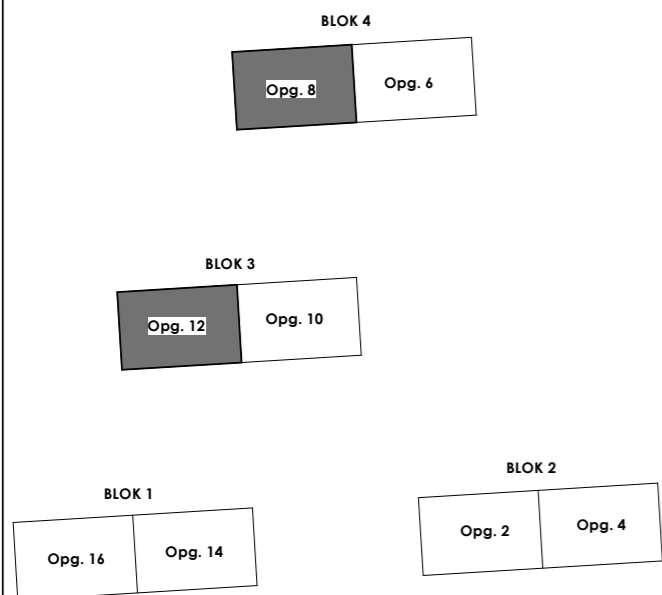 BLOK 4
Opg. 8
Opg. 6
BLOK 3
Opg. 12
Opg. 10
BLOK 1
Opg. 16
Opg. 14
BLOK 2
Opg. 2
Opg. 4